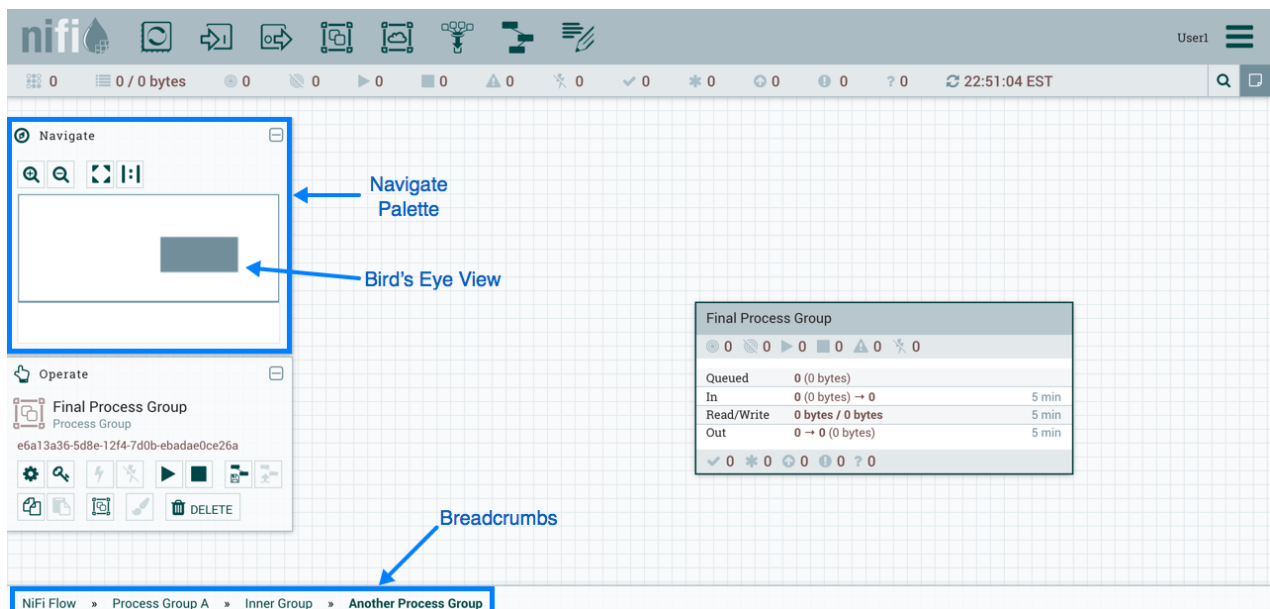 nifi
User1
0
0 / 0 bytes
0
0
0
0
0
0
0
0
0
0
? 0
22:51:04 EST
Navigate
Navigate
Palette
Bird's Eye View
Final Process Group
0 0 0 0 0 0
Queued 0 (0 bytes)
In 0 (0 bytes) → 0 5 min
Read/Write 0 bytes / 0 bytes 5 min
Out 0 → 0 (0 bytes) 5 min
0 0 0 0 ? 0
Operate
Final Process Group
Process Group
e6a13a36-5d8e-12f4-7d0b-ebadae0ce26a
DELETE
Breadcrumbs
NiFi Flow » Process Group A » Inner Group » Another Process Group